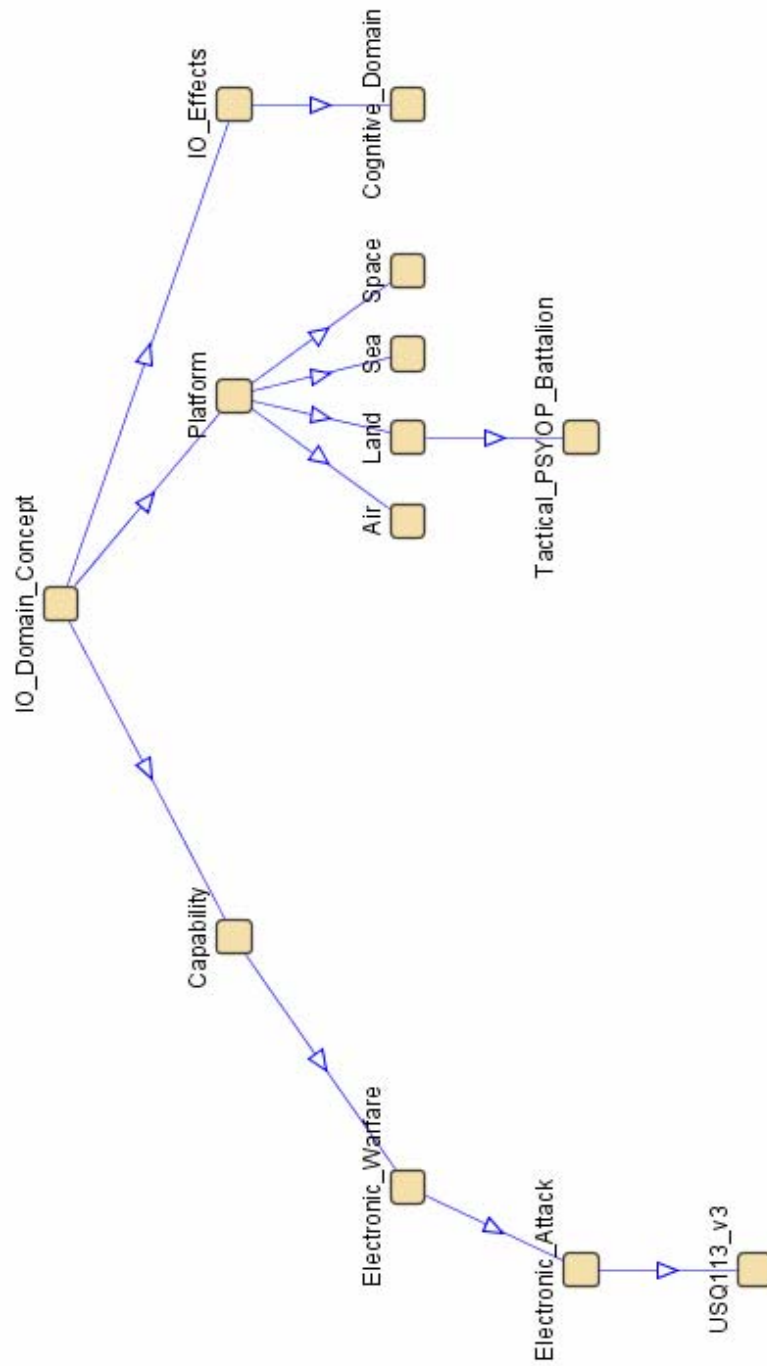 IO_Domain_Concept
Capability
Platform
IO_Effects
Electronic_Warfare
Air
Land
Sea
Space
Cognitive_Domain
Electronic_Attack
Tactical_PSYOP_Battalion
USQ113_v3